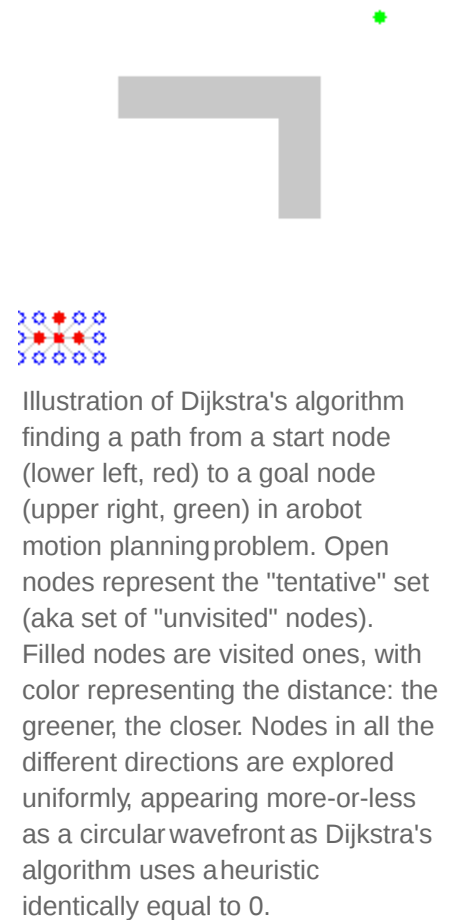 Illustration of Dijkstra's algorithm
finding a path from a start node
(lower left, red) to a goal node
(upper right, green) in arobot
motion planningproblem. Open
nodes represent the "tentative" set
(aka set of "unvisited" nodes).
Filled nodes are visited ones, with
color representing the distance: the
greener, the closer. Nodes in all the
different directions are explored
uniformly, appearing more-or-less
as a circular wavefront as Dijkstra's
algorithm uses aheuristic
identically equal to 0.